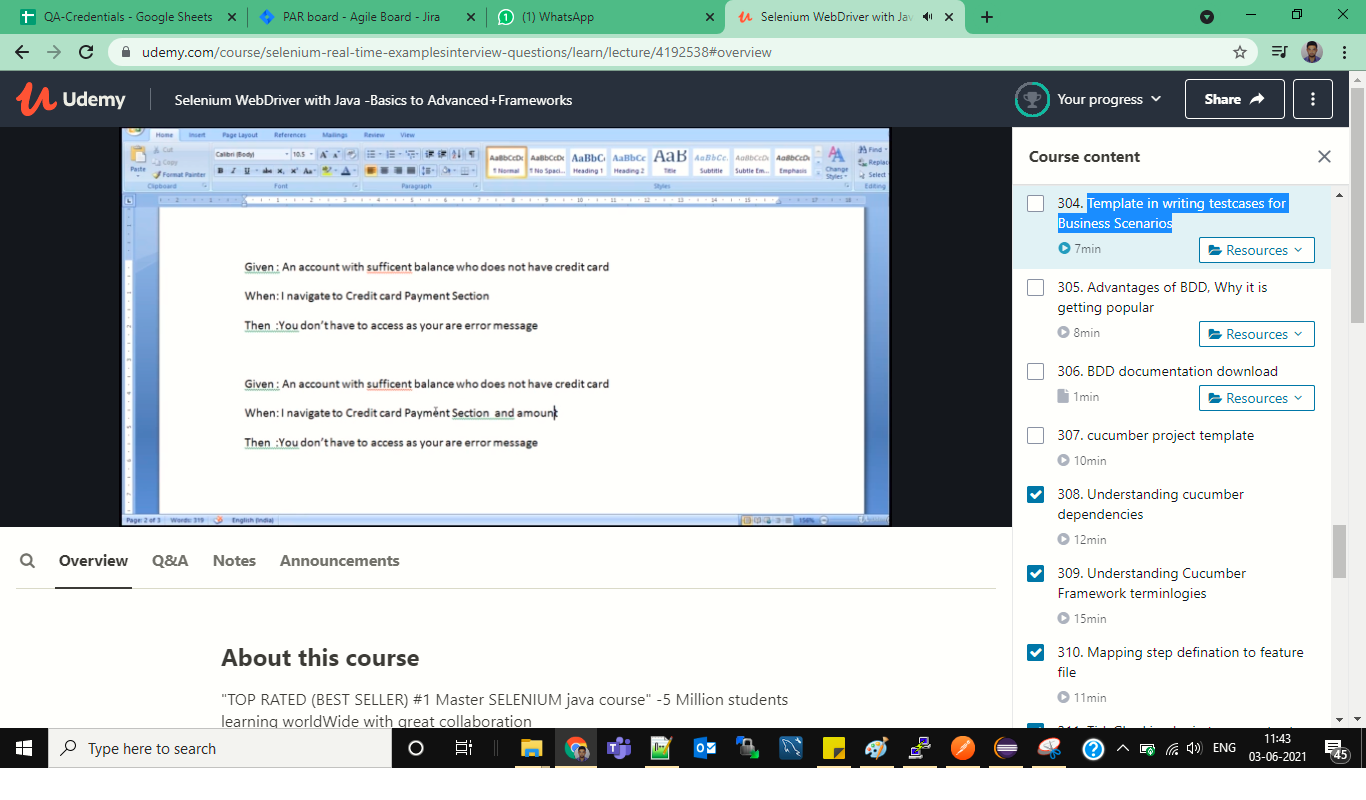 QA-Credentials - Google Sheets
PAR board - Agile Board - Jira
(1) WhatsApp
Selenium WebDriver with Jav
udemy.com/course/selenium-real-time-examplesinterview-questions/learn/lecture/4192538#overview
Udemy
Selenium WebDriver with Java -Basics to Advanced+Frameworks
Your progress
Share
Home Insert Page Layout References Mailings Review View
Paste
Cut
Copy
Format Painter
Clipboard
Calibri (Body) 10.5
Font
Paragraph
AaBbCcDc AaBbCcDc AaBbC AaBbCc AaB AaBbCc. AaBbCcDc AaBbCcDc
¶ Normal ¶ No Spaci... Heading 1 Heading 2 Title Subtitle Subtle Em... Emphasis
Styles
Change
Styles
Find
Replac
Select
Editing
Given : An account with sufficent balance who does not have credit card
When: I navigate to Credit card Payment Section
Then :You don't have to access as your are error message
Given : An account with sufficent balance who does not have credit card
When: I navigate to Credit card Payment Section and amount
Then :You don't have to access as your are error message
Page: 2 of 3 Words: 319 English (India) 156%
Course content
304. Template in writing testcases for
Business Scenarios
7min
Resources
305. Advantages of BDD, Why it is
getting popular
8min
Resources
306. BDD documentation download
1min
Resources
307. cucumber project template
10min
308. Understanding cucumber
dependencies
12min
309. Understanding Cucumber
Framework terminlogies
15min
310. Mapping step defination to feature
file
11min
Overview Q&A Notes Announcements
About this course
"TOP RATED (BEST SELLER) #1 Master SELENIUM java course" -5 Million students
learning worldWide with great collaboration
Type here to search
ENG
11:43
03-06-2021
45